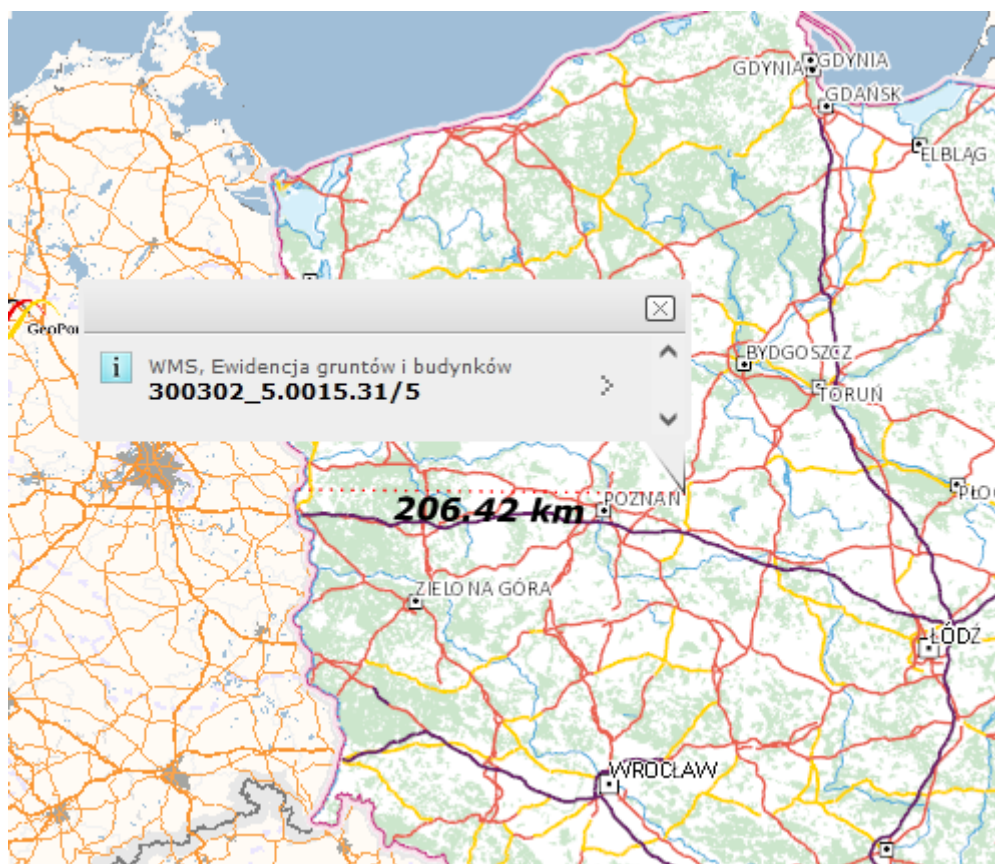 GDYNIA
GDYNIA
GDAŃSK
ELBLĄG
GeoPor
WMS, Ewidencja gruntów i budynków
300302_5.0015.31/5
BYDGOSZCZ
TORUŃ
PŁOC
POZNAŃ
206.42 km
ZIELONA GÓRA
ŁÓDŹ
WROCŁAW